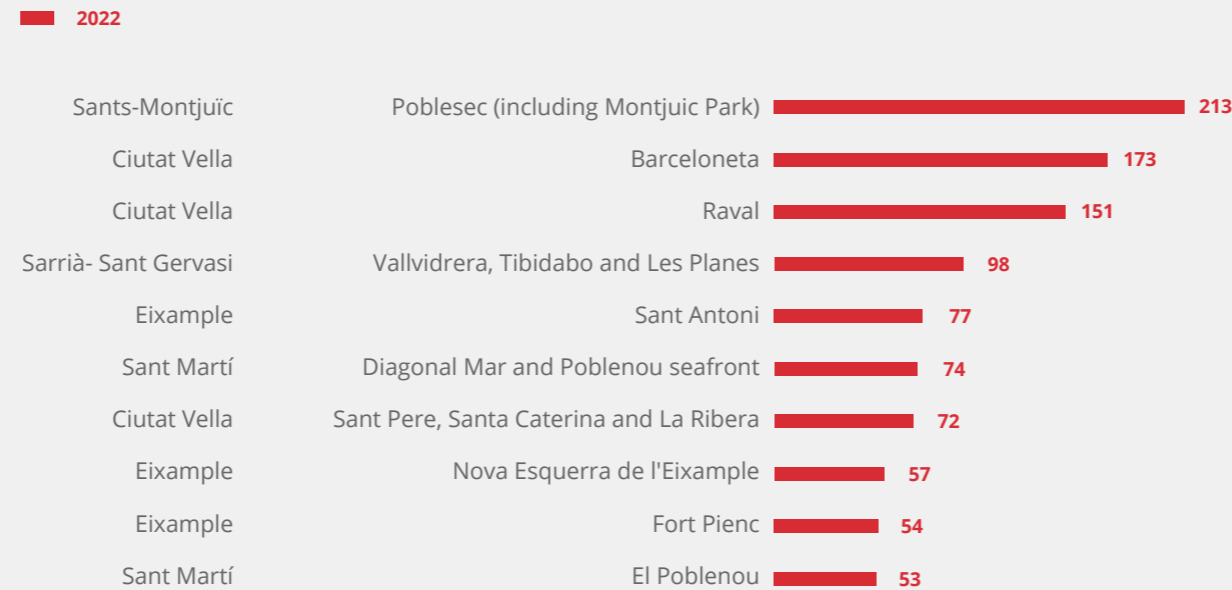 2022
Sants-Montjuïc Poblesec (including Montjuic Park) 213
Ciutat Vella Barceloneta 173
Ciutat Vella Raval 151
Sarrià- Sant Gervasi Vallvidrera, Tibidabo and Les Planes 98
Eixample Sant Antoni 77
Sant Martí Diagonal Mar and Poblenou seafront 74
Ciutat Vella Sant Pere, Santa Caterina and La Ribera 72
Eixample Nova Esquerra de l'Eixample 57
Eixample Fort Pienc 54
Sant Martí El Poblenou 53